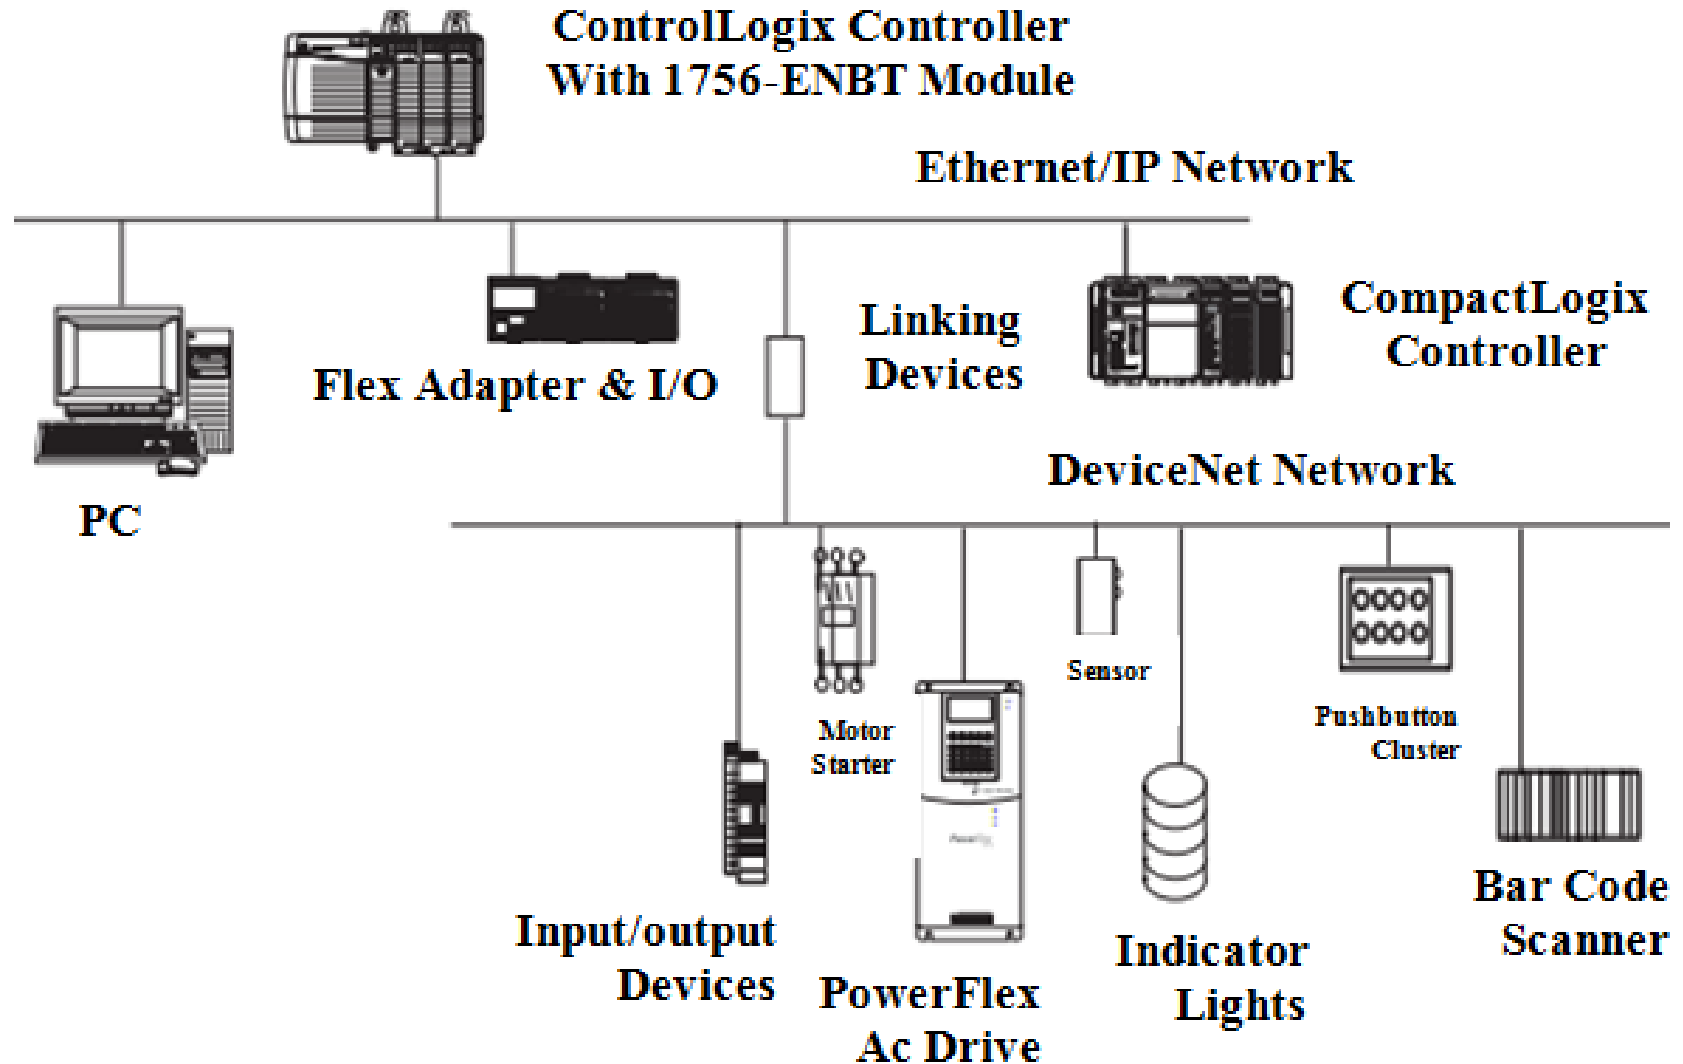 ControlLogix Controller
With 1756-ENBT Module
Ethernet/IP Network
Linking
Devices
CompactLogix
Controller
Flex Adapter & I/O
PC
DeviceNet Network
Sensor
Motor
Starter
Pushbutton
Cluster
Input/output
Devices
PowerFlex
Ac Drive
Indicator
Lights
Bar Code
Scanner